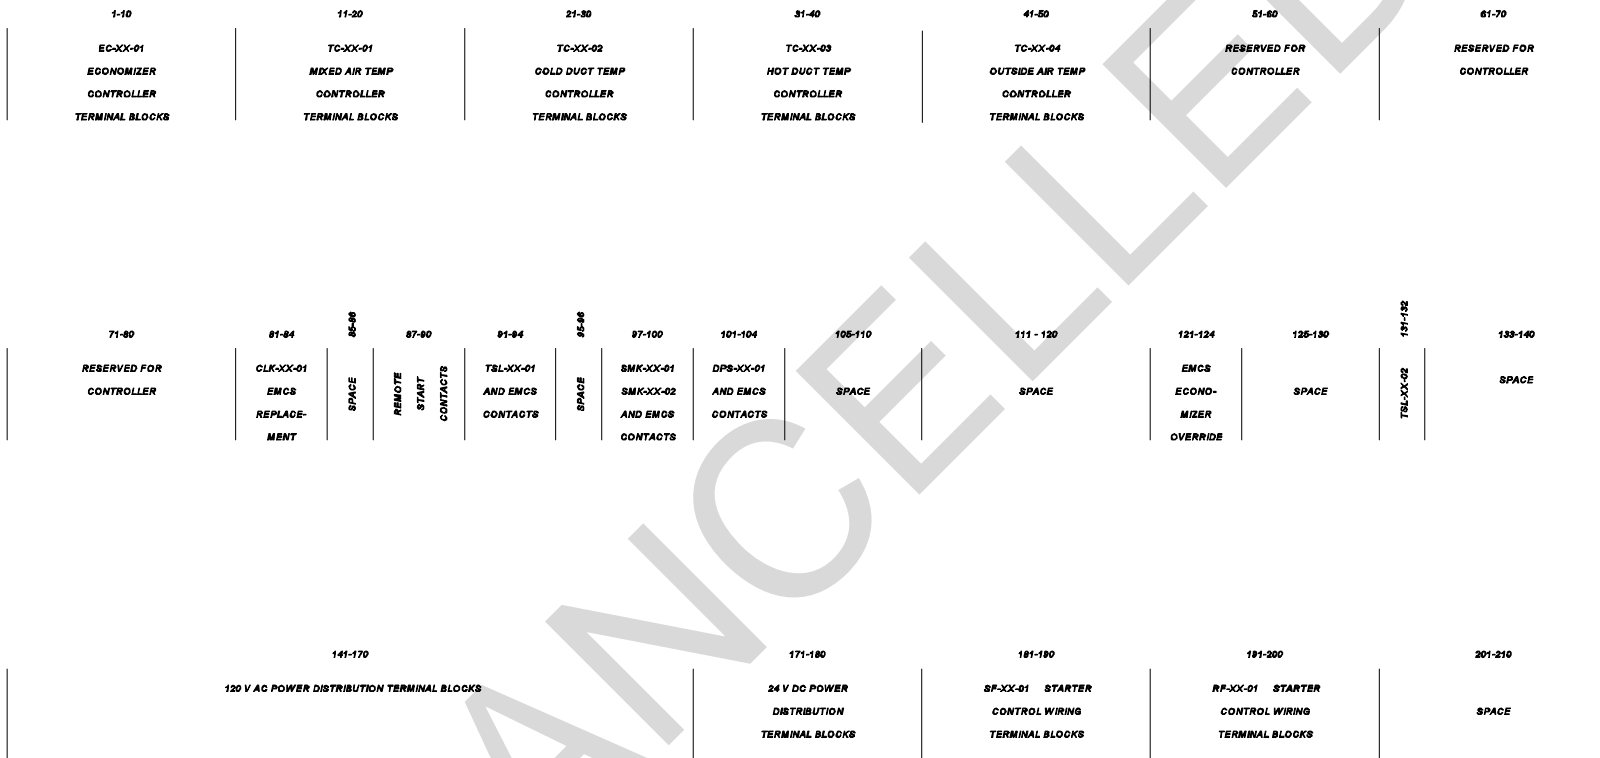 1-10
11-20
21-30
31-40
41-50
51-60
61-70
EC-XX-01
ECONOMIZER
CONTROLLER
TERMINAL BLOCKS
TC-XX-01
MIXED AIR TEMP
CONTROLLER
TERMINAL BLOCKS
TC-XX-02
COLD DUCT TEMP
CONTROLLER
TERMINAL BLOCKS
TC-XX-03
HOT DUCT TEMP
CONTROLLER
TERMINAL BLOCKS
TC-XX-04
OUTSIDE AIR TEMP
CONTROLLER
TERMINAL BLOCKS
RESERVED FOR
CONTROLLER
RESERVED FOR
CONTROLLER
71-80
81-84
85-86
87-90
91-94
95-96
97-100
101-104
105-110
111 - 120
121-124
125-130
131-132
133-140
RESERVED FOR
CONTROLLER
CLK-XX-01
EMCS
REPLACE-
MENT
SPACE
REMOTE
START
CONTACTS
TSL-XX-01
AND EMCS
CONTACTS
SPACE
SMK-XX-01
SMK-XX-02
AND EMCS
CONTACTS
DPS-XX-01
AND EMCS
CONTACTS
SPACE
SPACE
EMCS
ECONO-
MIZER
OVERRIDE
SPACE
TSL-XX-02
SPACE
141-170
171-180
181-190
191-200
201-210
120 V AC POWER DISTRIBUTION TERMINAL BLOCKS
24 V DC POWER
DISTRIBUTION
TERMINAL BLOCKS
SF-XX-01 STARTER
CONTROL WIRING
TERMINAL BLOCKS
RF-XX-01 STARTER
CONTROL WIRING
TERMINAL BLOCKS
SPACE
ANCELLED